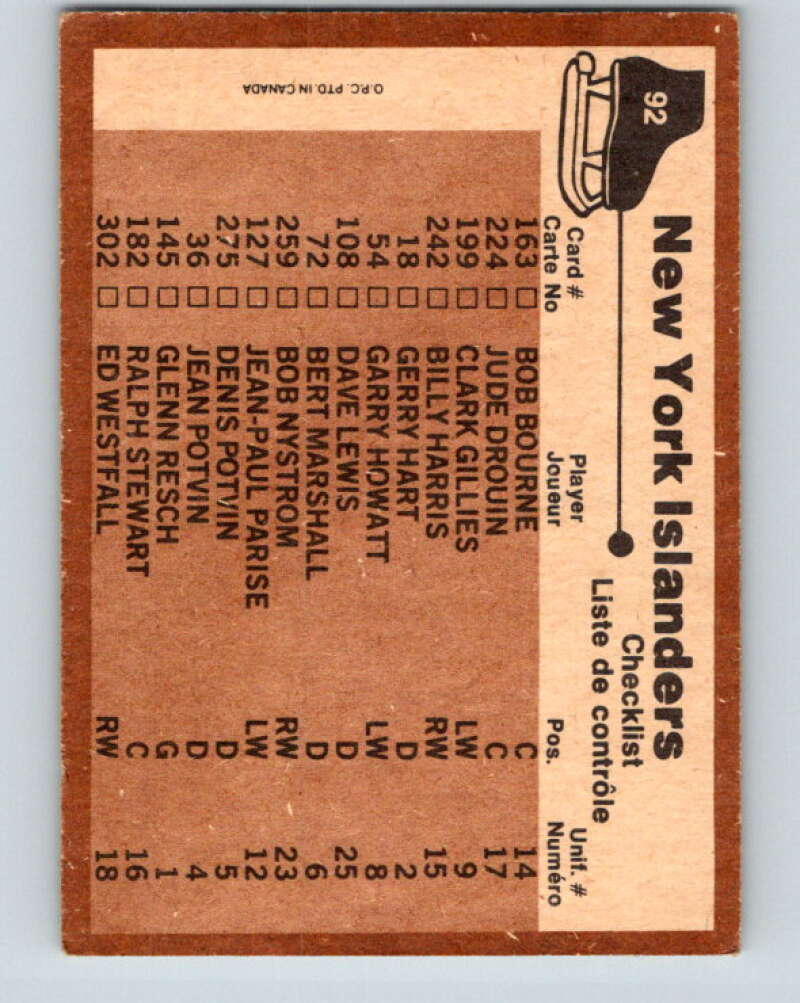 92
New York Islanders
Checklist
Liste de contrôle
Card # Player Unif. #
Carte No Joueur Pos. Numéro
163 BOB BOURNE C 14
224 JUDE DROUIN C 17
199 CLARK GILLIES LW 9
242 BILLY HARRIS RW 15
18 GERRY HART D 2
54 GARRY HOWATT LW 8
108 DAVE LEWIS D 25
72 BERT MARSHALL D 6
259 BOB NYSTROM RW 23
127 JEAN-PAUL PARISE LW 12
275 DENIS POTVIN D 5
36 JEAN POTVIN D 4
145 GLENN RESCH G 1
182 RALPH STEWART C 16
302 ED WESTFALL RW 18
O.P.C. PTD. IN CANADA